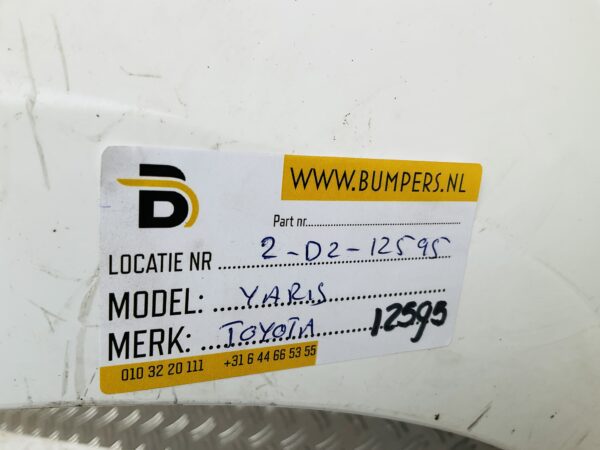 WWW.BUMPERS.NL
Part nr
LOCATIE NR 2-D2-12595
MODEL: YARIS
MERK: TOYOTA 12595
010 32 20 111 +31 6 44 66 53 55